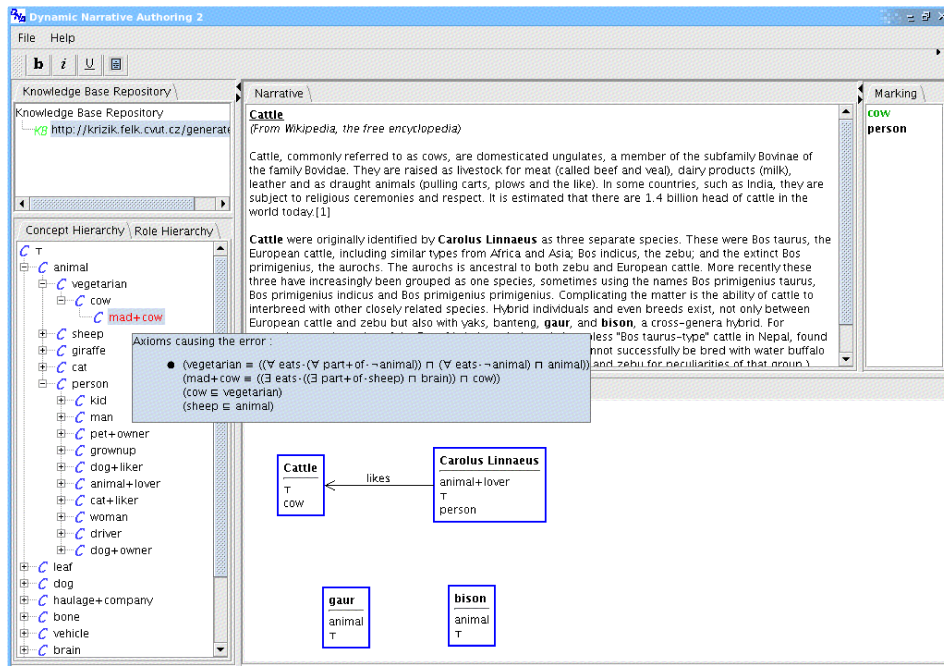 Dynamic Narrative Authoring 2
File Help
b i U
Knowledge Base Repository
Knowledge Base Repository
KB http://krizik.felk.cvut.cz/generate
Concept Hierarchy Role Hierarchy
C ⊤
C animal
C vegetarian
C cow
C mad+cow
C sheep
C giraffe
C cat
C person
C kid
C man
C pet+owner
C grownup
C dog+liker
C animal+lover
C cat+liker
C woman
C driver
C dog+owner
C leaf
C dog
C haulage+company
C bone
C vehicle
C brain
Narrative
Cattle
(From Wikipedia, the free encyclopedia)
Cattle, commonly referred to as cows, are domesticated ungulates, a member of the subfamily Bovinae of
the family Bovidae. They are raised as livestock for meat (called beef and veal), dairy products (milk),
leather and as draught animals (pulling carts, plows and the like). In some countries, such as India, they are
subject to religious ceremonies and respect. It is estimated that there are 1.4 billion head of cattle in the
world today.[1]
Cattle were originally identified by Carolus Linnaeus as three separate species. These were Bos taurus, the
European cattle, including similar types from Africa and Asia; Bos indicus, the zebu; and the extinct Bos
primigenius, the aurochs. The aurochs is ancestral to both zebu and European cattle. More recently these
three have increasingly been grouped as one species, sometimes using the names Bos primigenius taurus,
Bos primigenius indicus and Bos primigenius primigenius. Complicating the matter is the ability of cattle to
interbreed with other closely related species. Hybrid individuals and even breeds exist, not only between
European cattle and zebu but also with yaks, banteng, gaur, and bison, a cross-genera hybrid. For
"Bos taurus-type" cattle in Nepal, found
not successfully be bred with water buffalo
and zebu for peculiarities of that group.)
Axioms causing the error :
● (vegetarian ≡ ((∀ eats·(∀ part+of·¬animal)) ⊓ (∀ eats·¬animal) ⊓ animal))
(mad+cow ≡ ((∃ eats·((∃ part+of·sheep) ⊓ brain)) ⊓ cow))
(cow ⊑ vegetarian)
(sheep ⊑ animal)
Marking
cow
person
Cattle
⊤
cow
likes
Carolus Linnaeus
animal+lover
⊤
person
gaur
animal
⊤
bison
animal
⊤